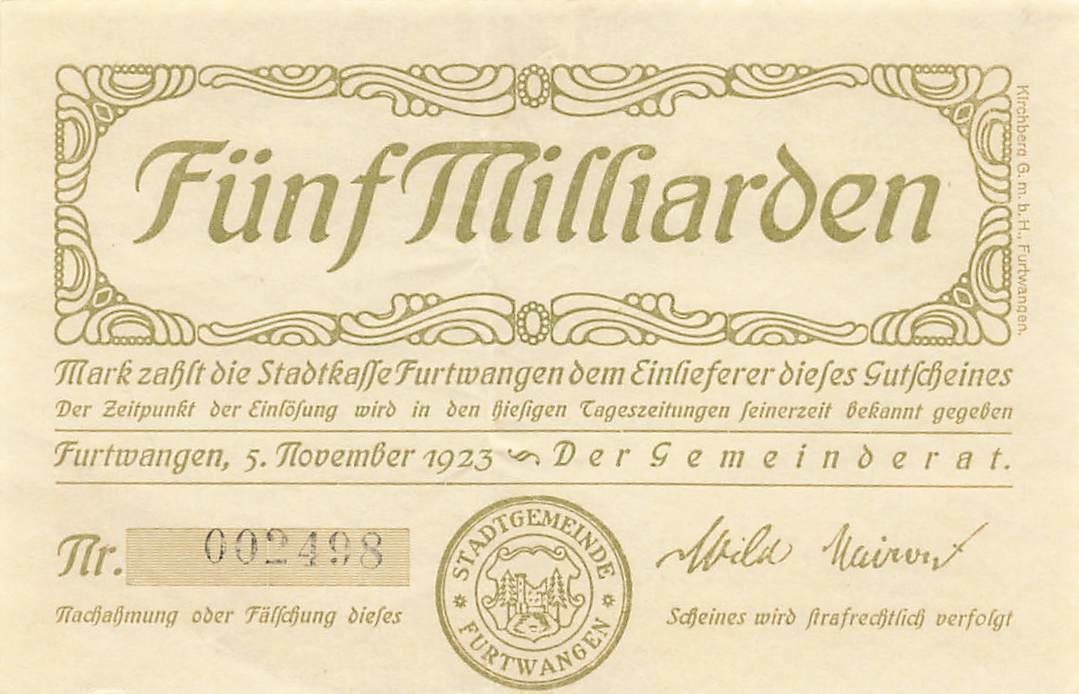 Fünf Milliarden
Kirchberg G. m. b. H., Furtwangen.
Mark zahlt die Stadtkasse Furtwangen dem Einlieferer dieses Gutscheines
Der Zeitpunkt der Einlösung wird in den hiesigen Tageszeitungen seinerzeit bekannt gegeben
Furtwangen, 5. November 1923 Der Gemeinderat.
Nr. 002498
STADTGEMEINDE
FURTWANGEN
Wild
Nachahmung oder Fälschung dieses Scheines wird strafrechtlich verfolgt